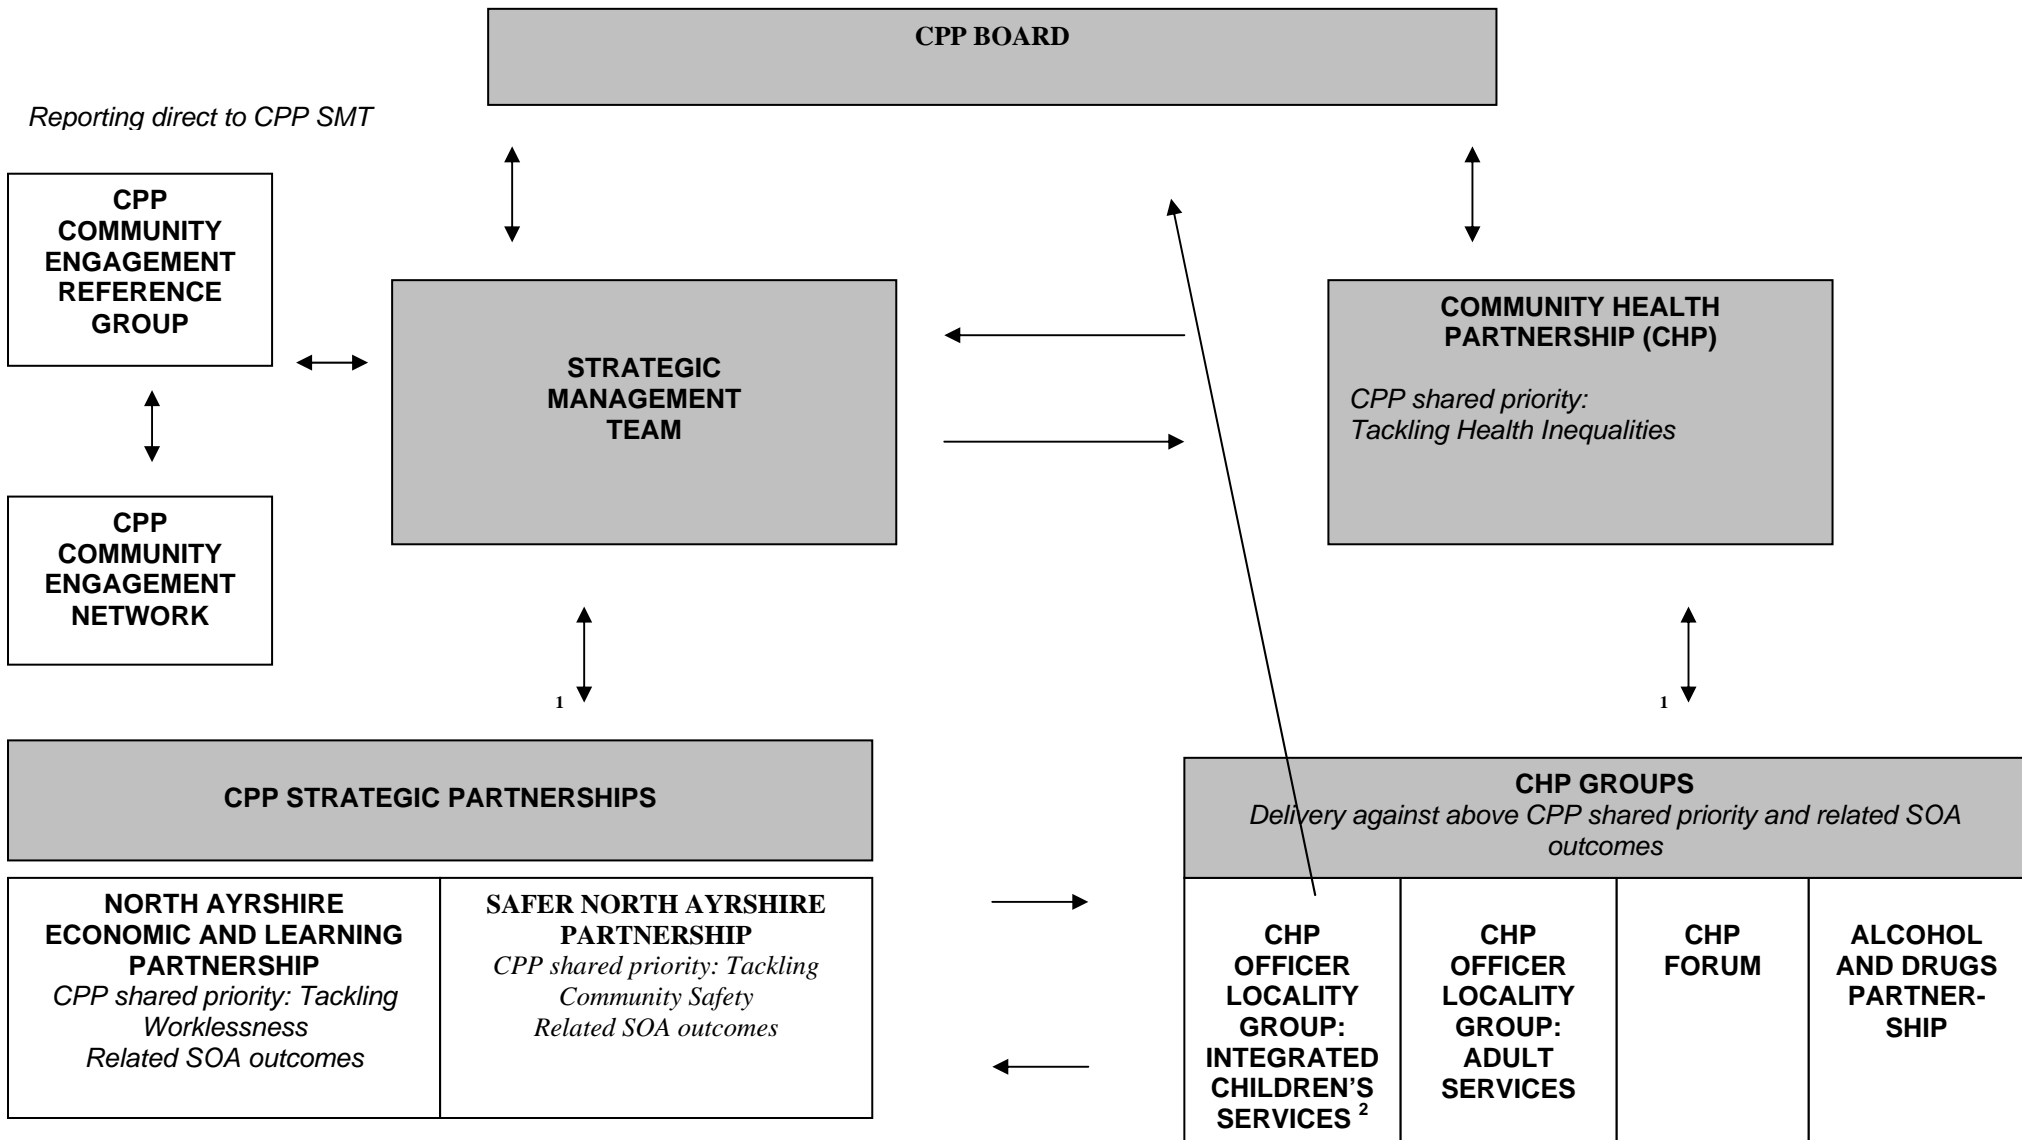 CPP BOARD
Reporting direct to CPP SMT
CPP
COMMUNITY
ENGAGEMENT
REFERENCE
GROUP
STRATEGIC
MANAGEMENT
TEAM
COMMUNITY HEALTH
PARTNERSHIP (CHP)
CPP shared priority:
Tackling Health Inequalities
CPP
COMMUNITY
ENGAGEMENT
NETWORK
1
1
CPP STRATEGIC PARTNERSHIPS
NORTH AYRSHIRE
ECONOMIC AND LEARNING
PARTNERSHIP
CPP shared priority: Tackling
Worklessness
Related SOA outcomes
SAFER NORTH AYRSHIRE
PARTNERSHIP
CPP shared priority: Tackling
Community Safety
Related SOA outcomes
CHP GROUPS
Delivery against above CPP shared priority and related SOA
outcomes
CHP
OFFICER
LOCALITY
GROUP:
INTEGRATED
CHILDREN’S
SERVICES 2
CHP
OFFICER
LOCALITY
GROUP:
ADULT
SERVICES
CHP
FORUM
ALCOHOL
AND DRUGS
PARTNER-
SHIP